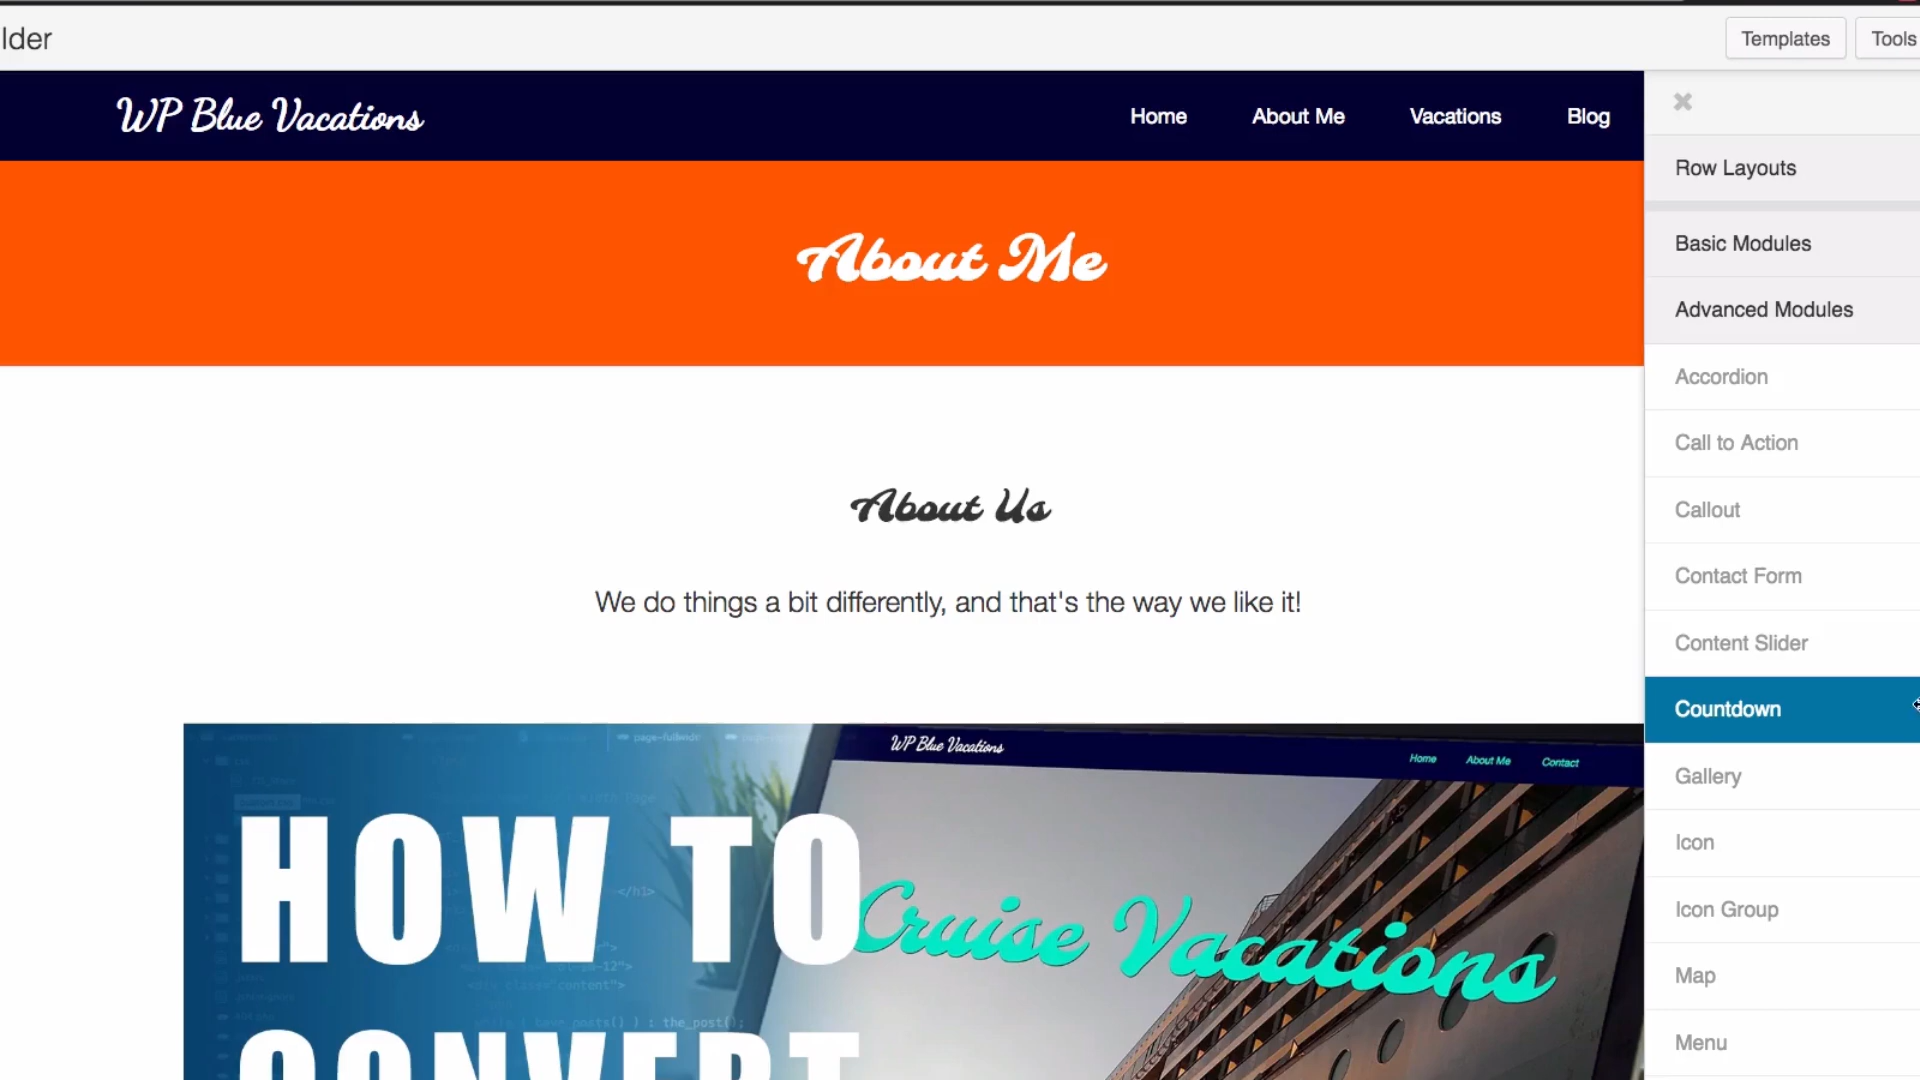 lder
Templates
Tools
WP Blue Vacations
Home
About Me
Vacations
Blog
Row Layouts
About Me
Basic Modules
Advanced Modules
Accordion
Call to Action
About Us
Callout
We do things a bit differently, and that's the way we like it!
Contact Form
Content Slider
Countdown
WP Blue Vacations
Home
About Me
Contact
HOW TO
CONVERT
Cruise Vacations
</h1>
the_post();
Gallery
Icon
Icon Group
Map
Menu